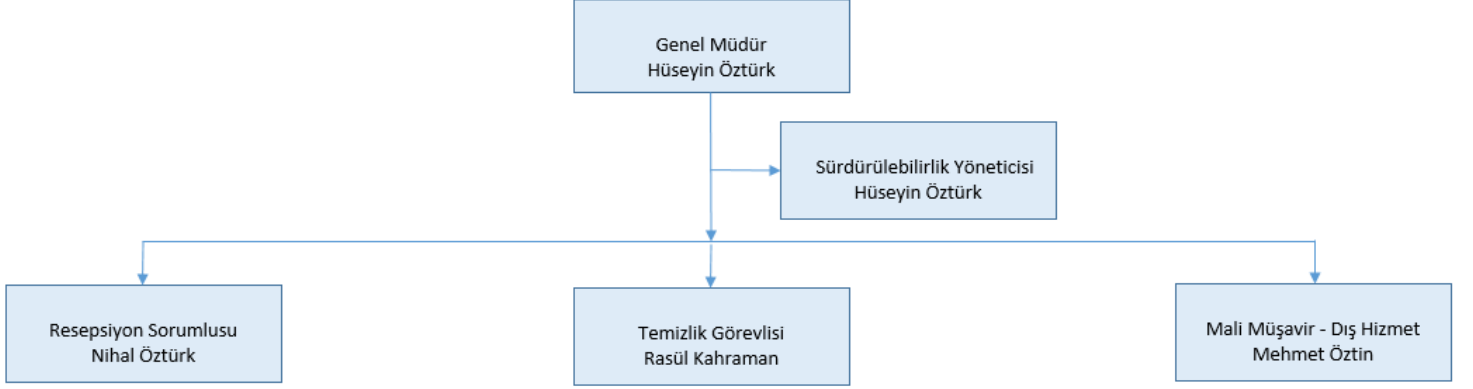 Genel Müdür
Hüseyin Öztürk
Sürdürülebilirlik Yöneticisi
Hüseyin Öztürk
Resepsiyon Sorumlusu
Nihal Öztürk
Temizlik Görevlisi
Rasül Kahraman
Mali Müşavir - Dış Hizmet
Mehmet Öztin